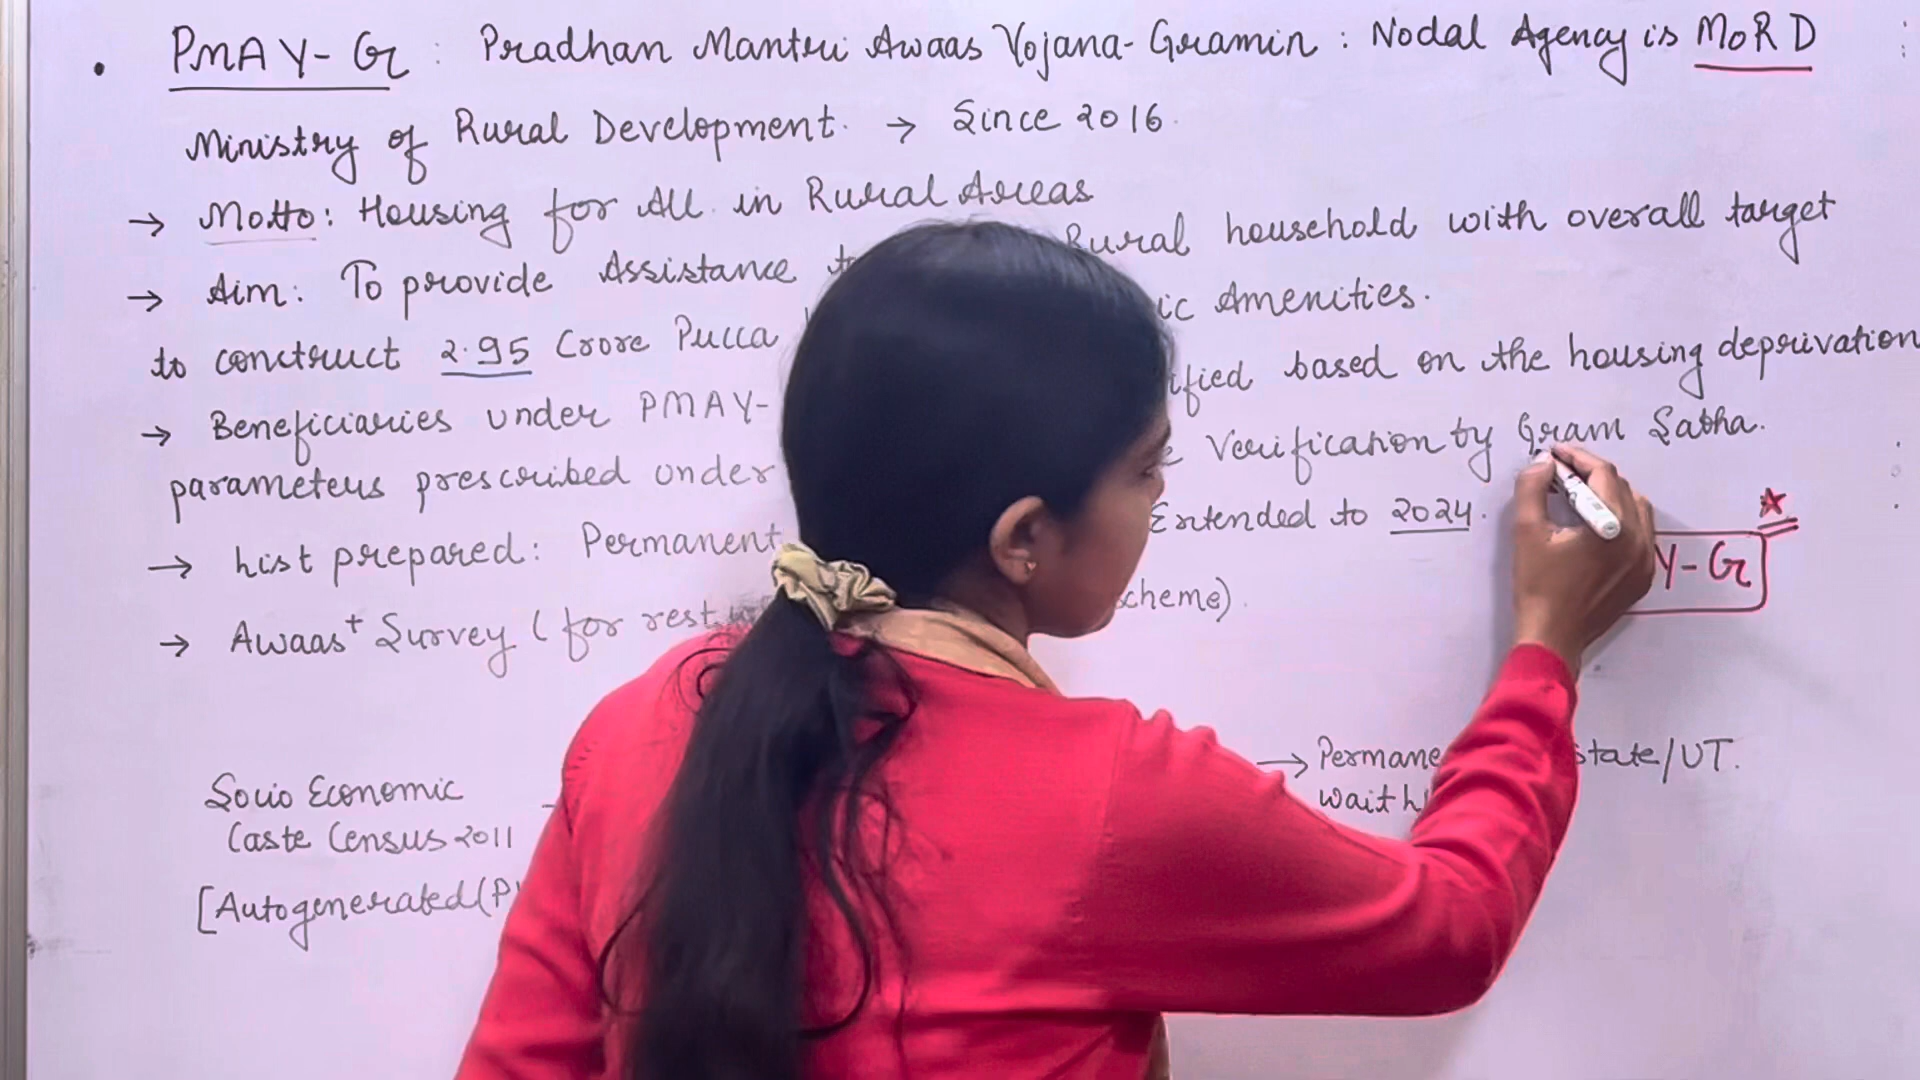 • PMAY-G : Pradhan Mantri Awaas Yojana-Gramin : Nodal Agency is MoRD
Ministry of Rural Development. → Since 2016.
→ Motto: Housing for All in Rural Areas
→ Aim: To provide Assistance to Rural household with overall target
to construct 2.95 Crore Pucca ic Amenities.
→ Beneficiaries under PMAY- ified based on the housing deprivation
parameters prescribed under Verification by Gram Sabha.
→ List prepared: Permanent Extended to 2024.
→ Awaas+ Survey (for rest scheme).
Y-G
Socio Economic → Permane State/UT.
Caste Census 2011 wait
[Autogenerated (P